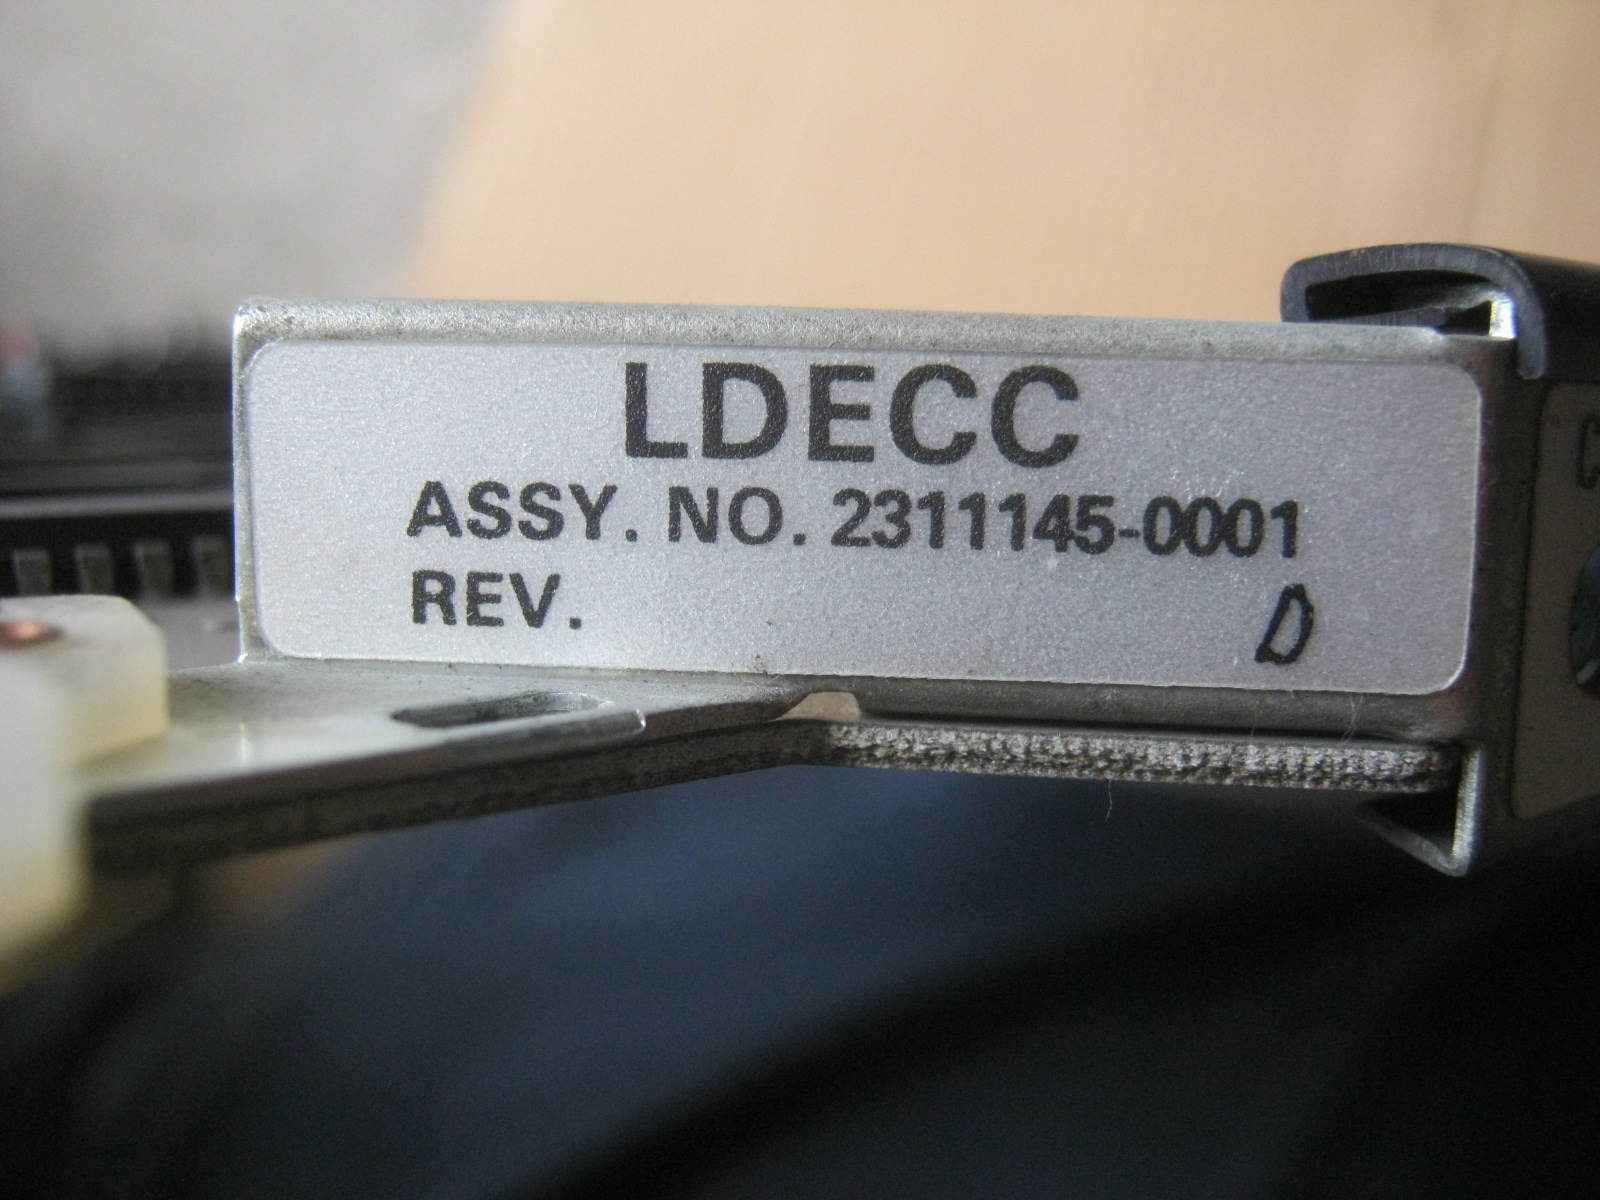 LDECC
ASSY. NO. 2311145-0001
REV. D